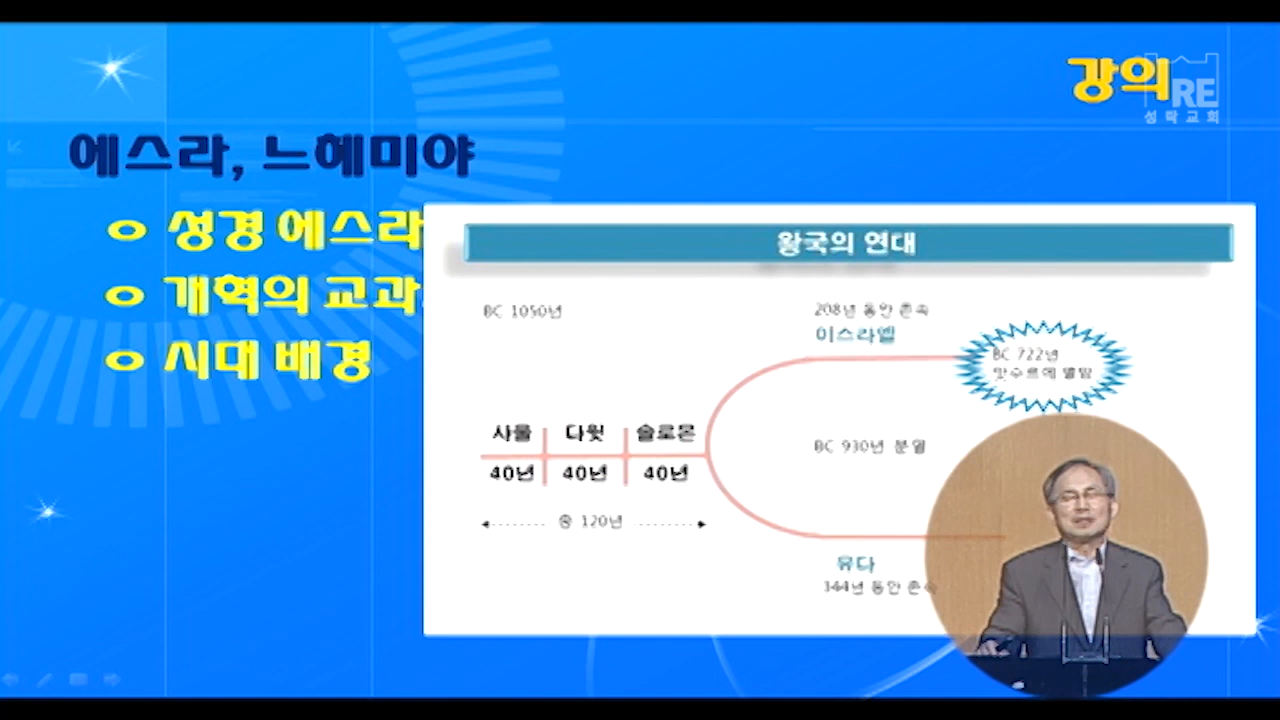 강의
RE
성락교회
에스라, 느헤미야
ㅇ 성경 에스라
ㅇ 개혁의 교과
ㅇ 시대 배경
왕국의 연대
BC 1050년
208년 동안 존속
이스라엘
BC 722년
앗수르에 멸망
사울 다윗 솔로몬
40년 40년 40년
BC 930년 분열
총 120년
유다
344년 동안 존속